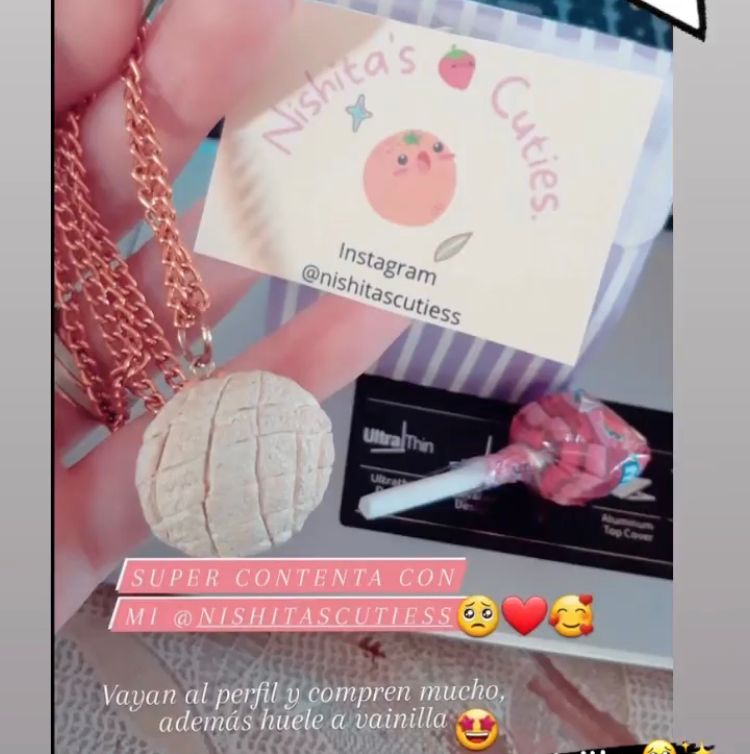 Nishita's Cuties.
Instagram
@nishitascutiess
Ultra Thin
Aluminum
Top Cover
SUPER CONTENTA CON
MI @NISHITASCUTIESS🥺❤️🥰
Vayan al perfil y compren mucho,
además huele a vainilla 🤩